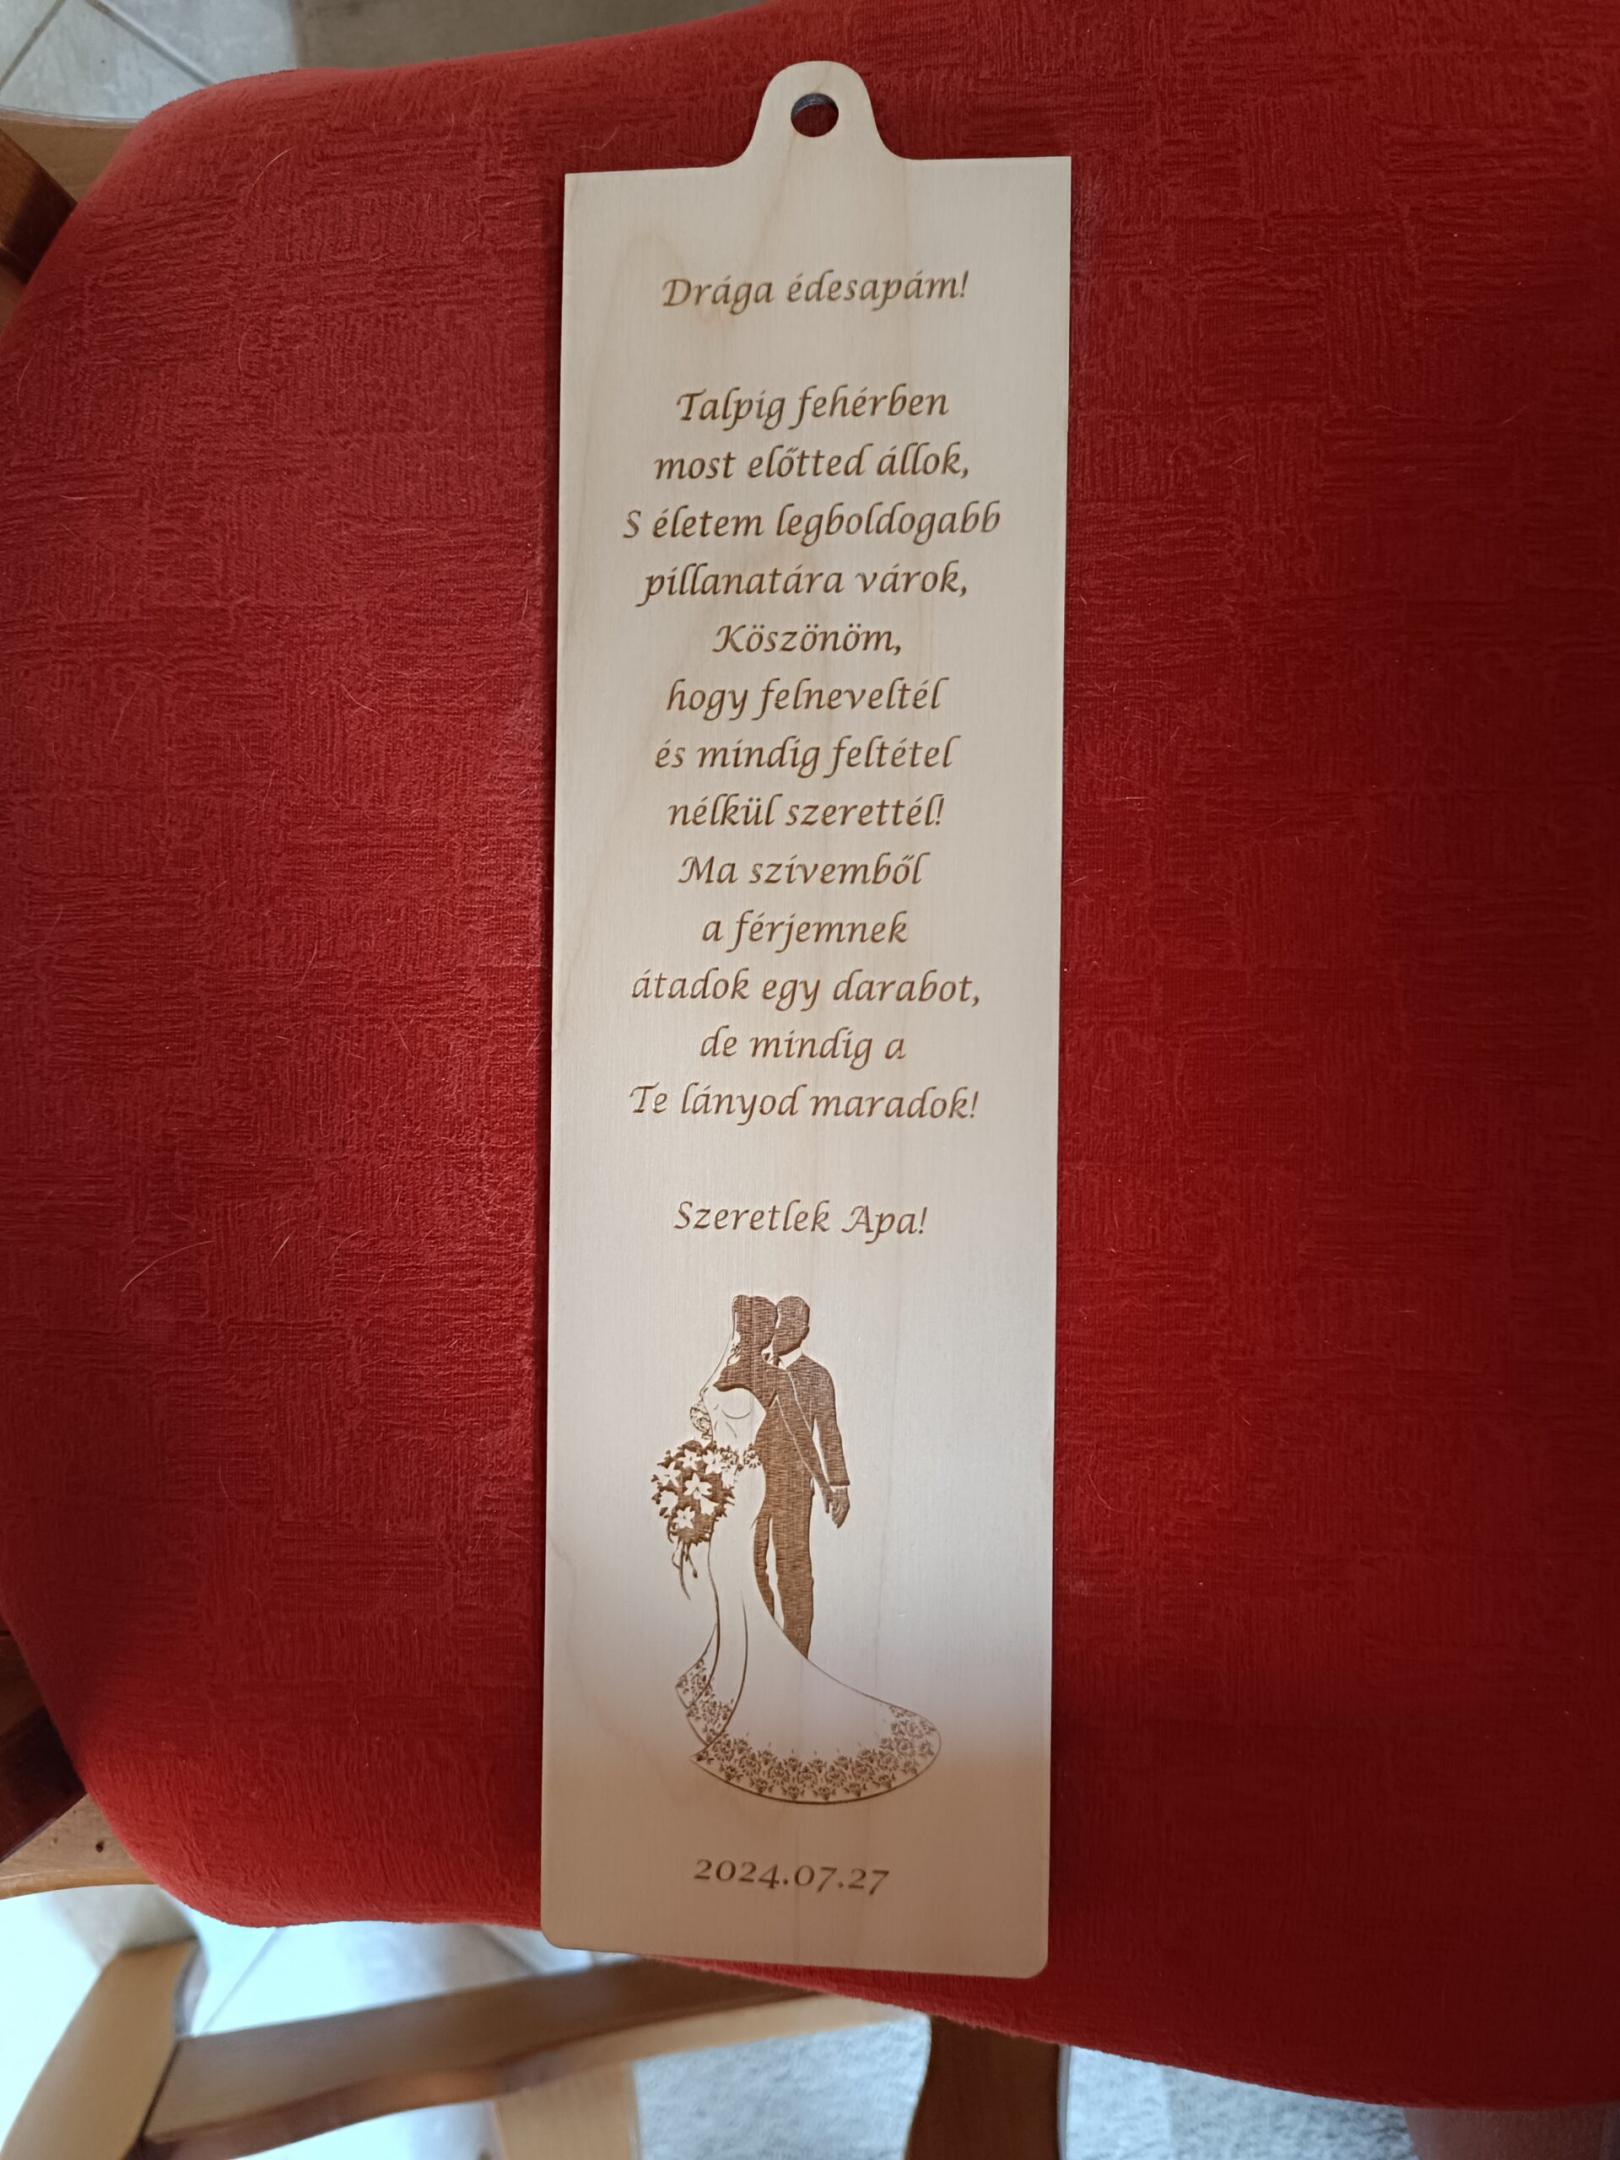 Drága édesapám!
Talpig fehérben
most előtted állok,
S életem legboldogabb
pillanatára várok,
Köszönöm,
hogy felneveltél
és mindig feltétel
nélkül szerettél!
Ma szívemből
a férjemnek
átadok egy darabot,
de mindig a
Te lányod maradok!
Szeretlek Apa!
2024.07.27